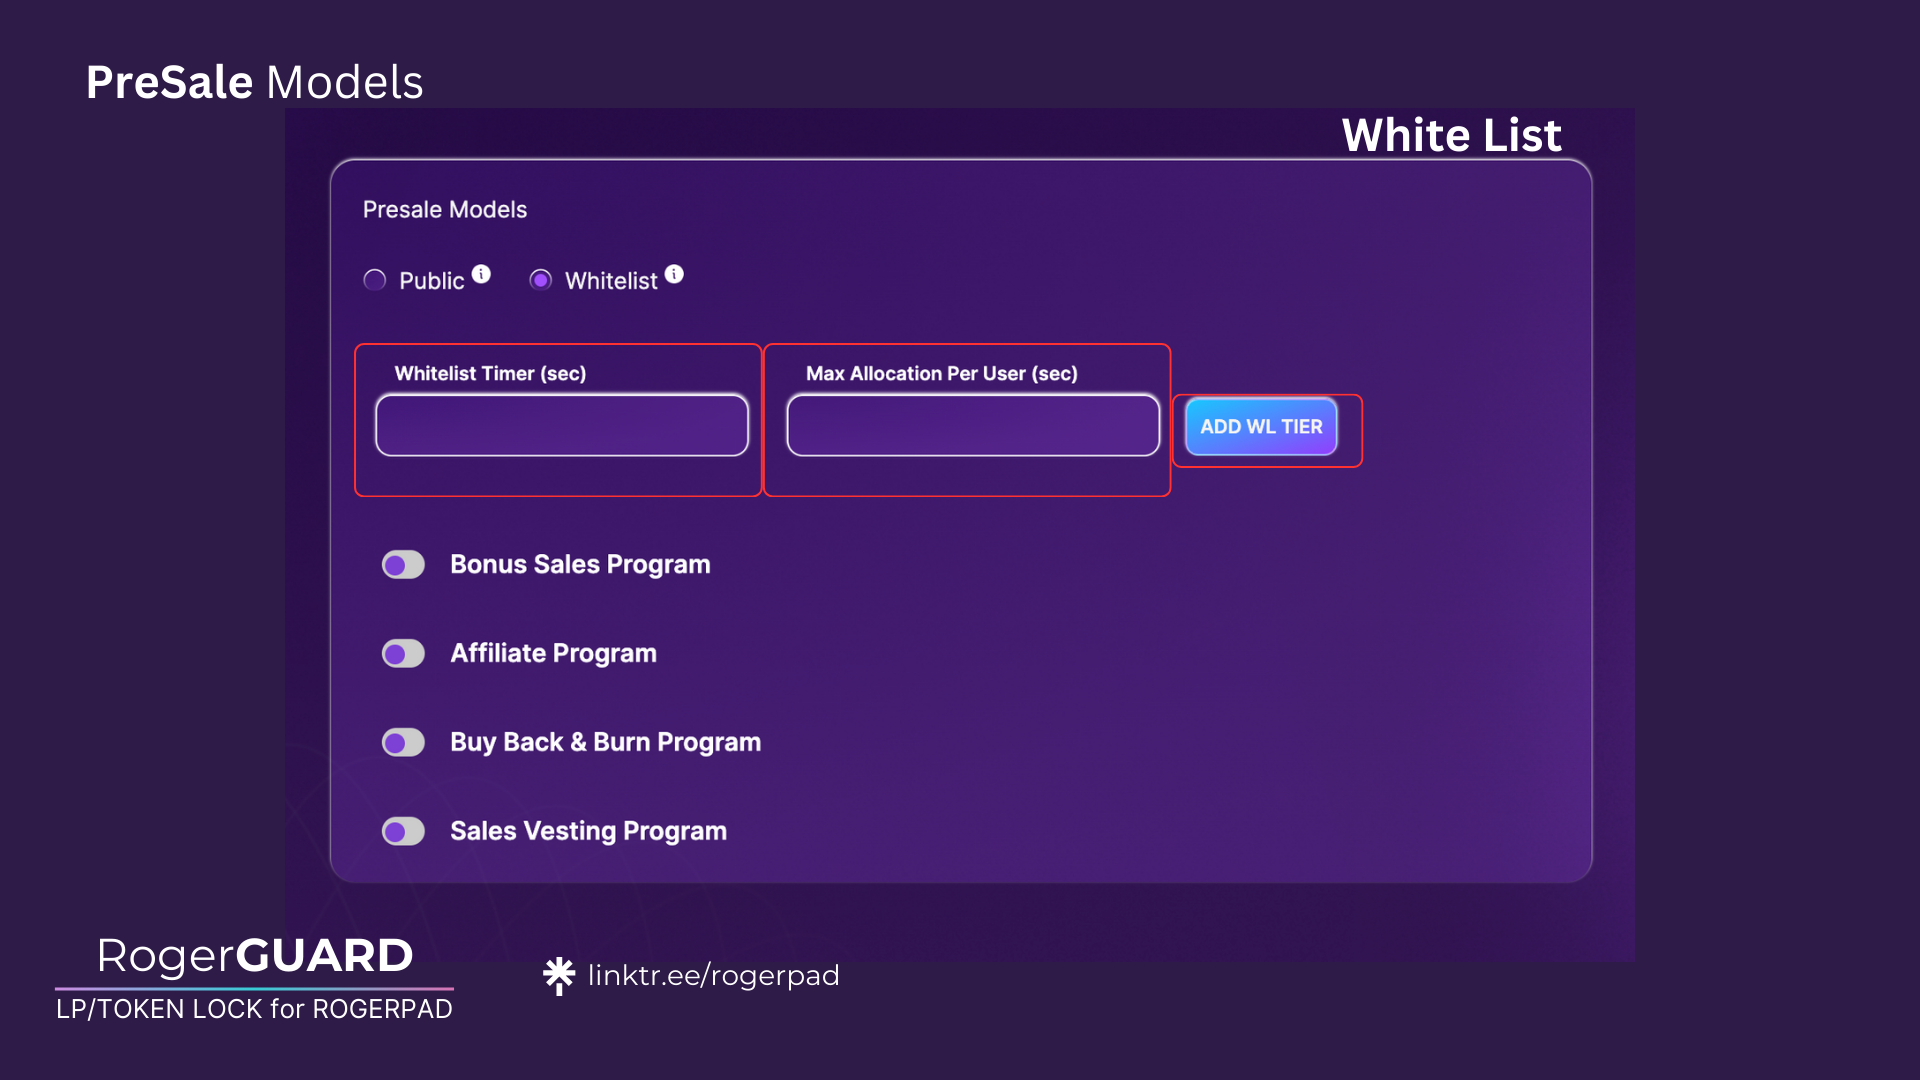 PreSale Models
White List
Presale Models
Public i Whitelist i
Whitelist Timer (sec) Max Allocation Per User (sec)
ADD WL TIER
Bonus Sales Program
Affiliate Program
Buy Back & Burn Program
Sales Vesting Program
RogerGUARD
LP/TOKEN LOCK for ROGERPAD
linktr.ee/rogerpad